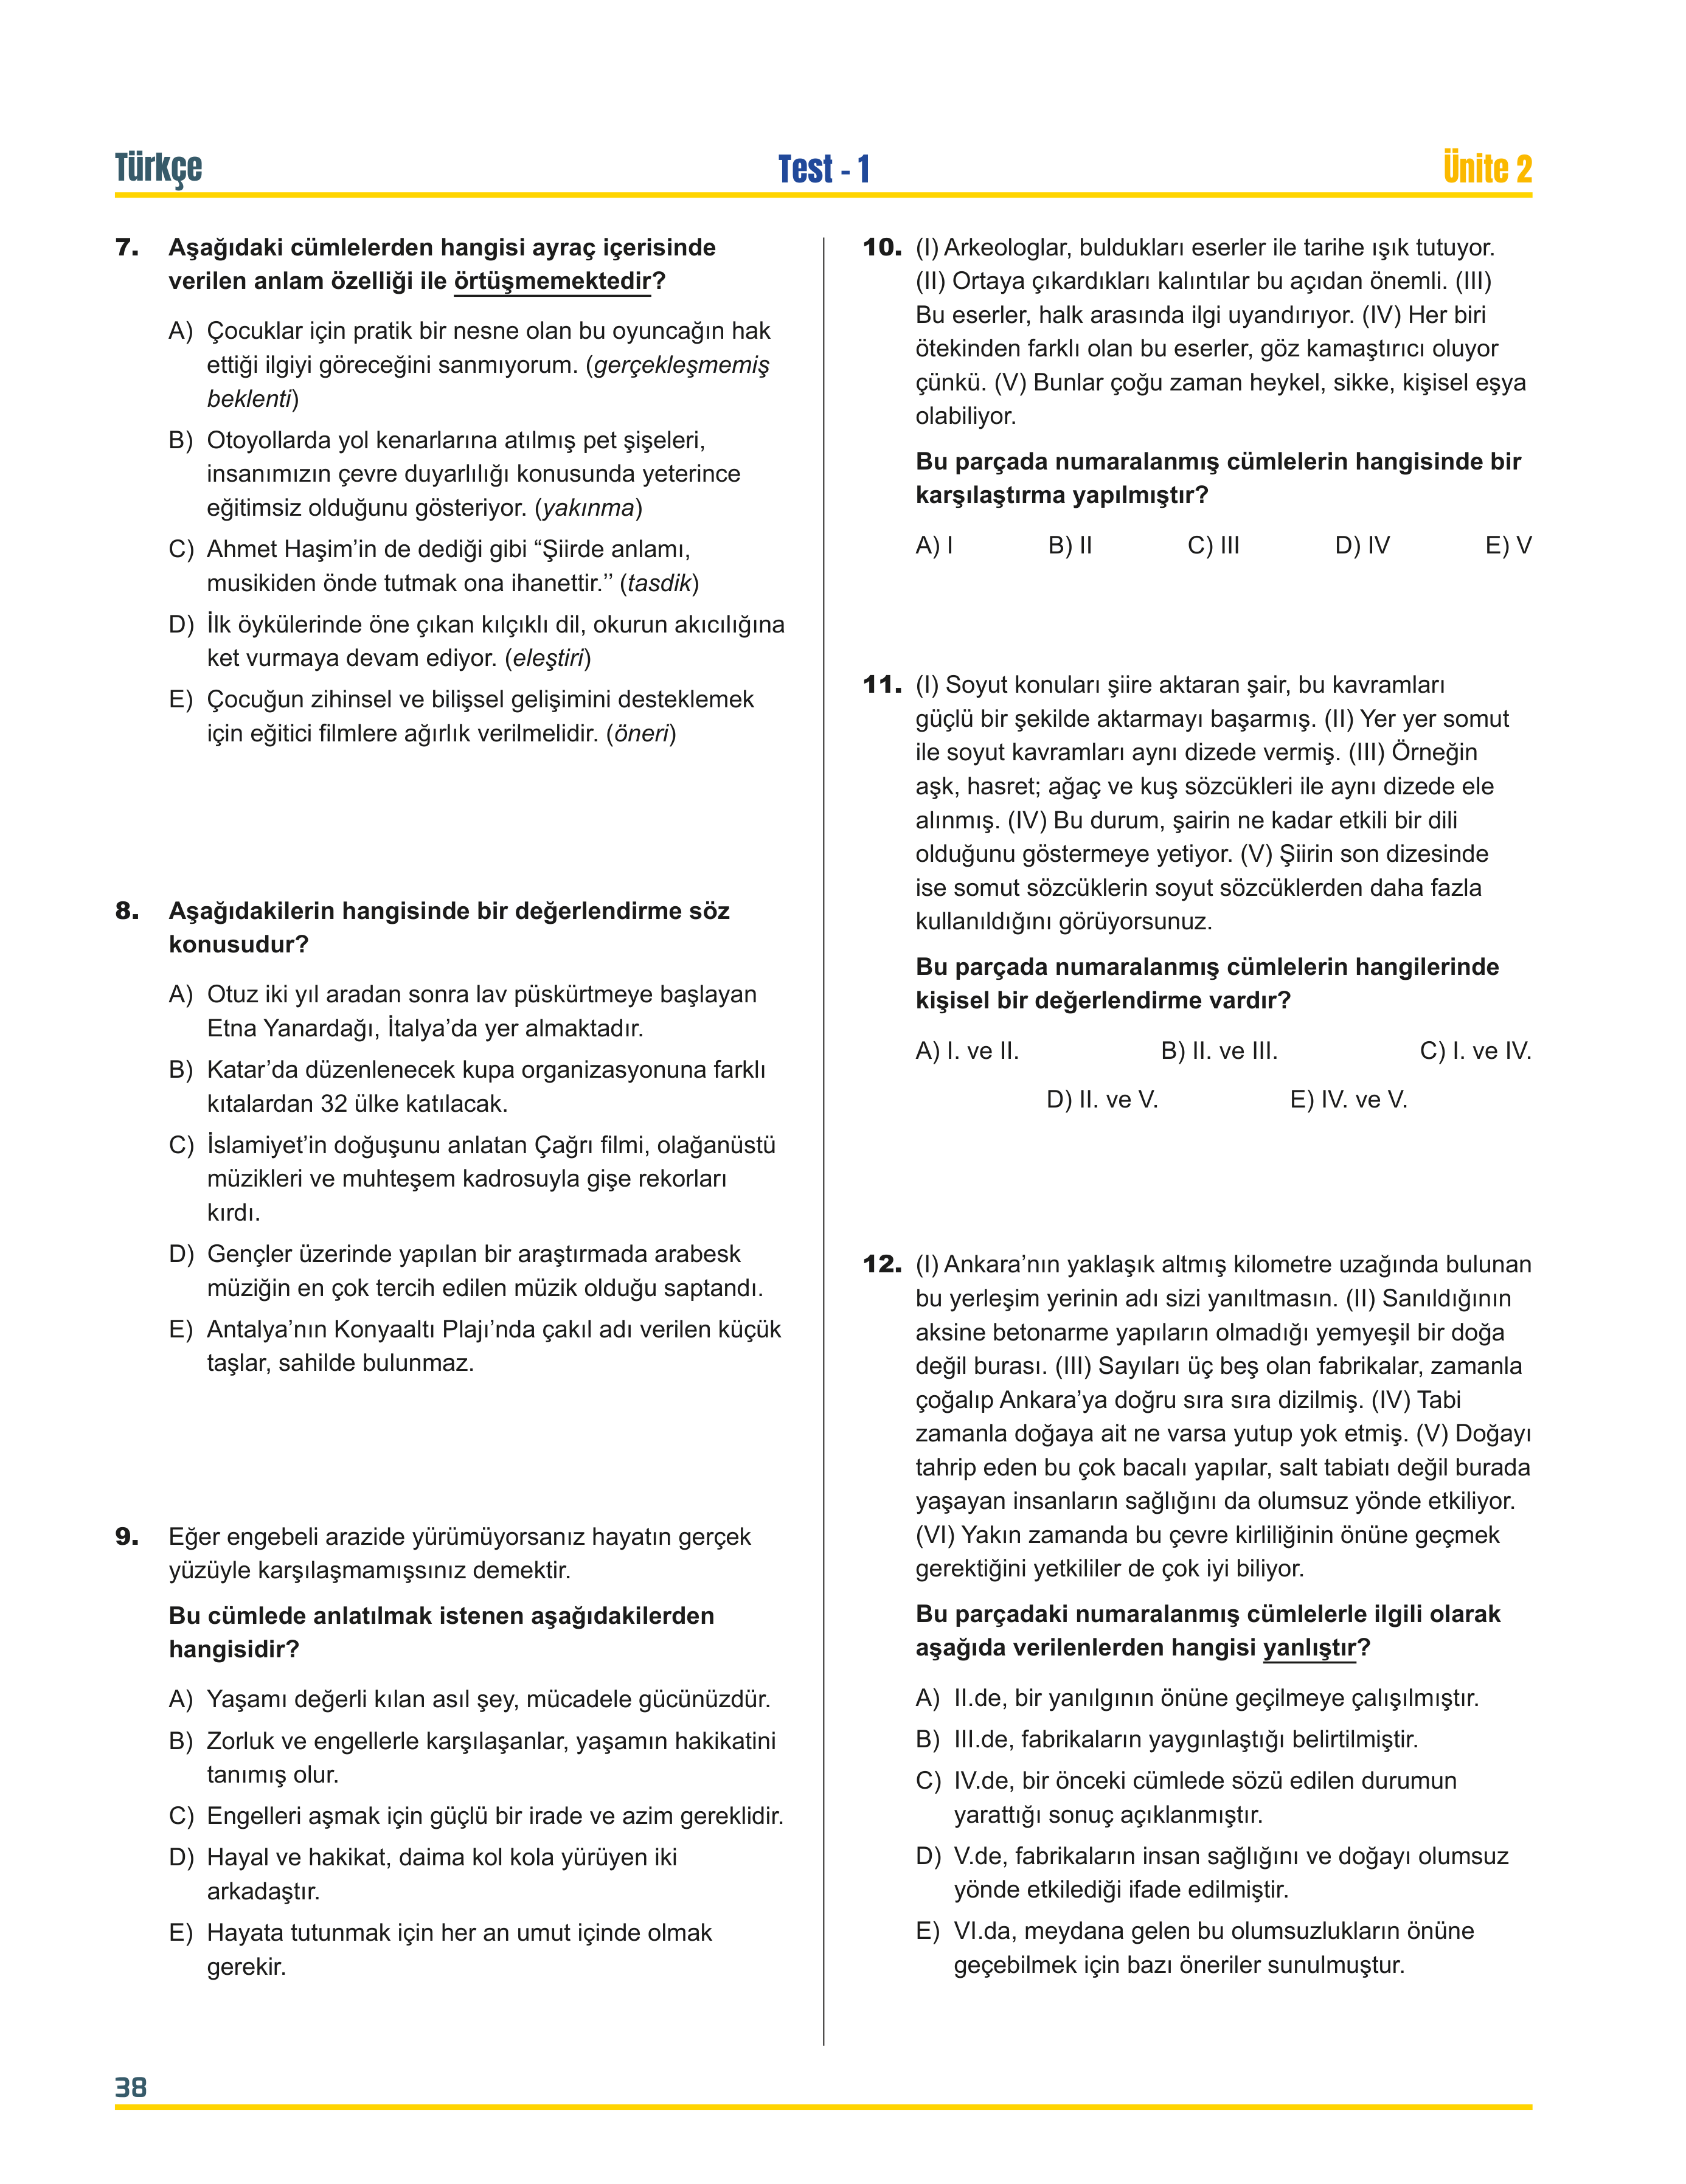 Türkçe
Test - 1
Ünite 2
7. Aşağıdaki cümlelerden hangisi ayraç içerisinde
verilen anlam özelliği ile örtüşmemektedir?
A) Çocuklar için pratik bir nesne olan bu oyuncağın hak
ettiği ilgiyi göreceğini sanmıyorum. (gerçekleşmemiş
beklenti)
B) Otoyollarda yol kenarlarına atılmış pet şişeleri,
insanımızın çevre duyarlılığı konusunda yeterince
eğitimsiz olduğunu gösteriyor. (yakınma)
C) Ahmet Haşim’in de dediği gibi “Şiirde anlamı,
musikiden önde tutmak ona ihanettir.’’ (tasdik)
D) İlk öykülerinde öne çıkan kılçıklı dil, okurun akıcılığına
ket vurmaya devam ediyor. (eleştiri)
E) Çocuğun zihinsel ve bilişsel gelişimini desteklemek
için eğitici filmlere ağırlık verilmelidir. (öneri)
8. Aşağıdakilerin hangisinde bir değerlendirme söz
konusudur?
A) Otuz iki yıl aradan sonra lav püskürtmeye başlayan
Etna Yanardağı, İtalya’da yer almaktadır.
B) Katar’da düzenlenecek kupa organizasyonuna farklı
kıtalardan 32 ülke katılacak.
C) İslamiyet’in doğuşunu anlatan Çağrı filmi, olağanüstü
müzikleri ve muhteşem kadrosuyla gişe rekorları
kırdı.
D) Gençler üzerinde yapılan bir araştırmada arabesk
müziğin en çok tercih edilen müzik olduğu saptandı.
E) Antalya’nın Konyaaltı Plajı’nda çakıl adı verilen küçük
taşlar, sahilde bulunmaz.
9. Eğer engebeli arazide yürümüyorsanız hayatın gerçek
yüzüyle karşılaşmamışsınız demektir.
Bu cümlede anlatılmak istenen aşağıdakilerden
hangisidir?
A) Yaşamı değerli kılan asıl şey, mücadele gücünüzdür.
B) Zorluk ve engellerle karşılaşanlar, yaşamın hakikatini
tanımış olur.
C) Engelleri aşmak için güçlü bir irade ve azim gereklidir.
D) Hayal ve hakikat, daima kol kola yürüyen iki
arkadaştır.
E) Hayata tutunmak için her an umut içinde olmak
gerekir.
10. (I) Arkeologlar, buldukları eserler ile tarihe ışık tutuyor.
(II) Ortaya çıkardıkları kalıntılar bu açıdan önemli. (III)
Bu eserler, halk arasında ilgi uyandırıyor. (IV) Her biri
ötekinden farklı olan bu eserler, göz kamaştırıcı oluyor
çünkü. (V) Bunlar çoğu zaman heykel, sikke, kişisel eşya
olabiliyor.
Bu parçada numaralanmış cümlelerin hangisinde bir
karşılaştırma yapılmıştır?
A) I B) II C) III D) IV E) V
11. (I) Soyut konuları şiire aktaran şair, bu kavramları
güçlü bir şekilde aktarmayı başarmış. (II) Yer yer somut
ile soyut kavramları aynı dizede vermiş. (III) Örneğin
aşk, hasret; ağaç ve kuş sözcükleri ile aynı dizede ele
alınmış. (IV) Bu durum, şairin ne kadar etkili bir dili
olduğunu göstermeye yetiyor. (V) Şiirin son dizesinde
ise somut sözcüklerin soyut sözcüklerden daha fazla
kullanıldığını görüyorsunuz.
Bu parçada numaralanmış cümlelerin hangilerinde
kişisel bir değerlendirme vardır?
A) I. ve II. B) II. ve III. C) I. ve IV.
D) II. ve V. E) IV. ve V.
12. (I) Ankara’nın yaklaşık altmış kilometre uzağında bulunan
bu yerleşim yerinin adı sizi yanıltmasın. (II) Sanıldığının
aksine betonarme yapıların olmadığı yemyeşil bir doğa
değil burası. (III) Sayıları üç beş olan fabrikalar, zamanla
çoğalıp Ankara’ya doğru sıra sıra dizilmiş. (IV) Tabi
zamanla doğaya ait ne varsa yutup yok etmiş. (V) Doğayı
tahrip eden bu çok bacalı yapılar, salt tabiatı değil burada
yaşayan insanların sağlığını da olumsuz yönde etkiliyor.
(VI) Yakın zamanda bu çevre kirliliğinin önüne geçmek
gerektiğini yetkililer de çok iyi biliyor.
Bu parçadaki numaralanmış cümlelerle ilgili olarak
aşağıda verilenlerden hangisi yanlıştır?
A) II.de, bir yanılgının önüne geçilmeye çalışılmıştır.
B) III.de, fabrikaların yaygınlaştığı belirtilmiştir.
C) IV.de, bir önceki cümlede sözü edilen durumun
yarattığı sonuç açıklanmıştır.
D) V.de, fabrikaların insan sağlığını ve doğayı olumsuz
yönde etkilediği ifade edilmiştir.
E) VI.da, meydana gelen bu olumsuzlukların önüne
geçebilmek için bazı öneriler sunulmuştur.
38